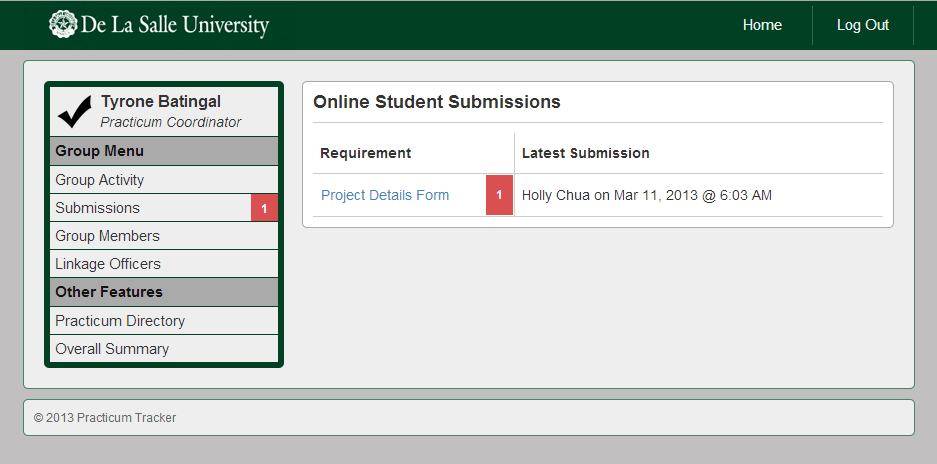 De La Salle University
Home
Log Out
Tyrone Batingal
Practicum Coordinator
Group Menu
Group Activity
Submissions 1
Group Members
Linkage Officers
Other Features
Practicum Directory
Overall Summary
Online Student Submissions
Requirement Latest Submission
Project Details Form 1 Holly Chua on Mar 11, 2013 @ 6:03 AM
© 2013 Practicum Tracker